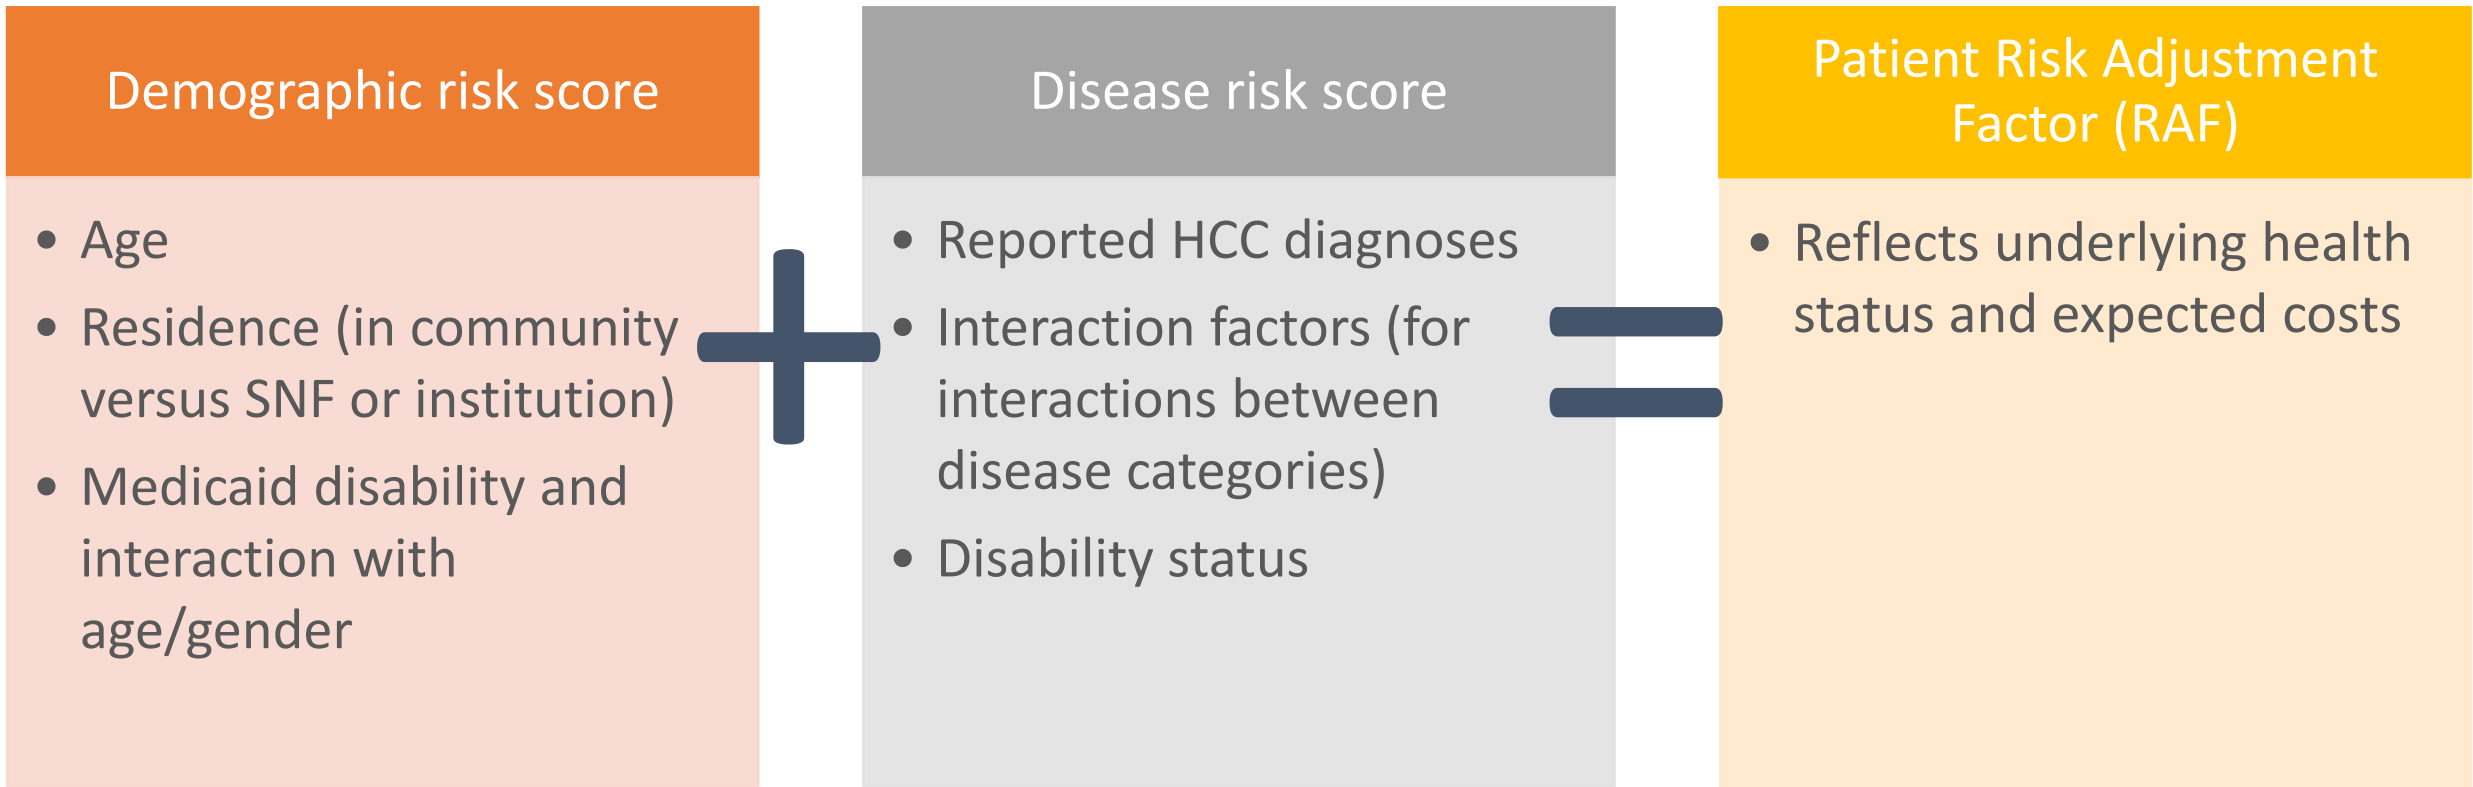 Demographic risk score
• Age
• Residence (in community
versus SNF or institution)
• Medicaid disability and
interaction with
age/gender
Disease risk score
• Reported HCC diagnoses
• Interaction factors (for
interactions between
disease categories)
• Disability status
Patient Risk Adjustment
Factor (RAF)
• Reflects underlying health
status and expected costs